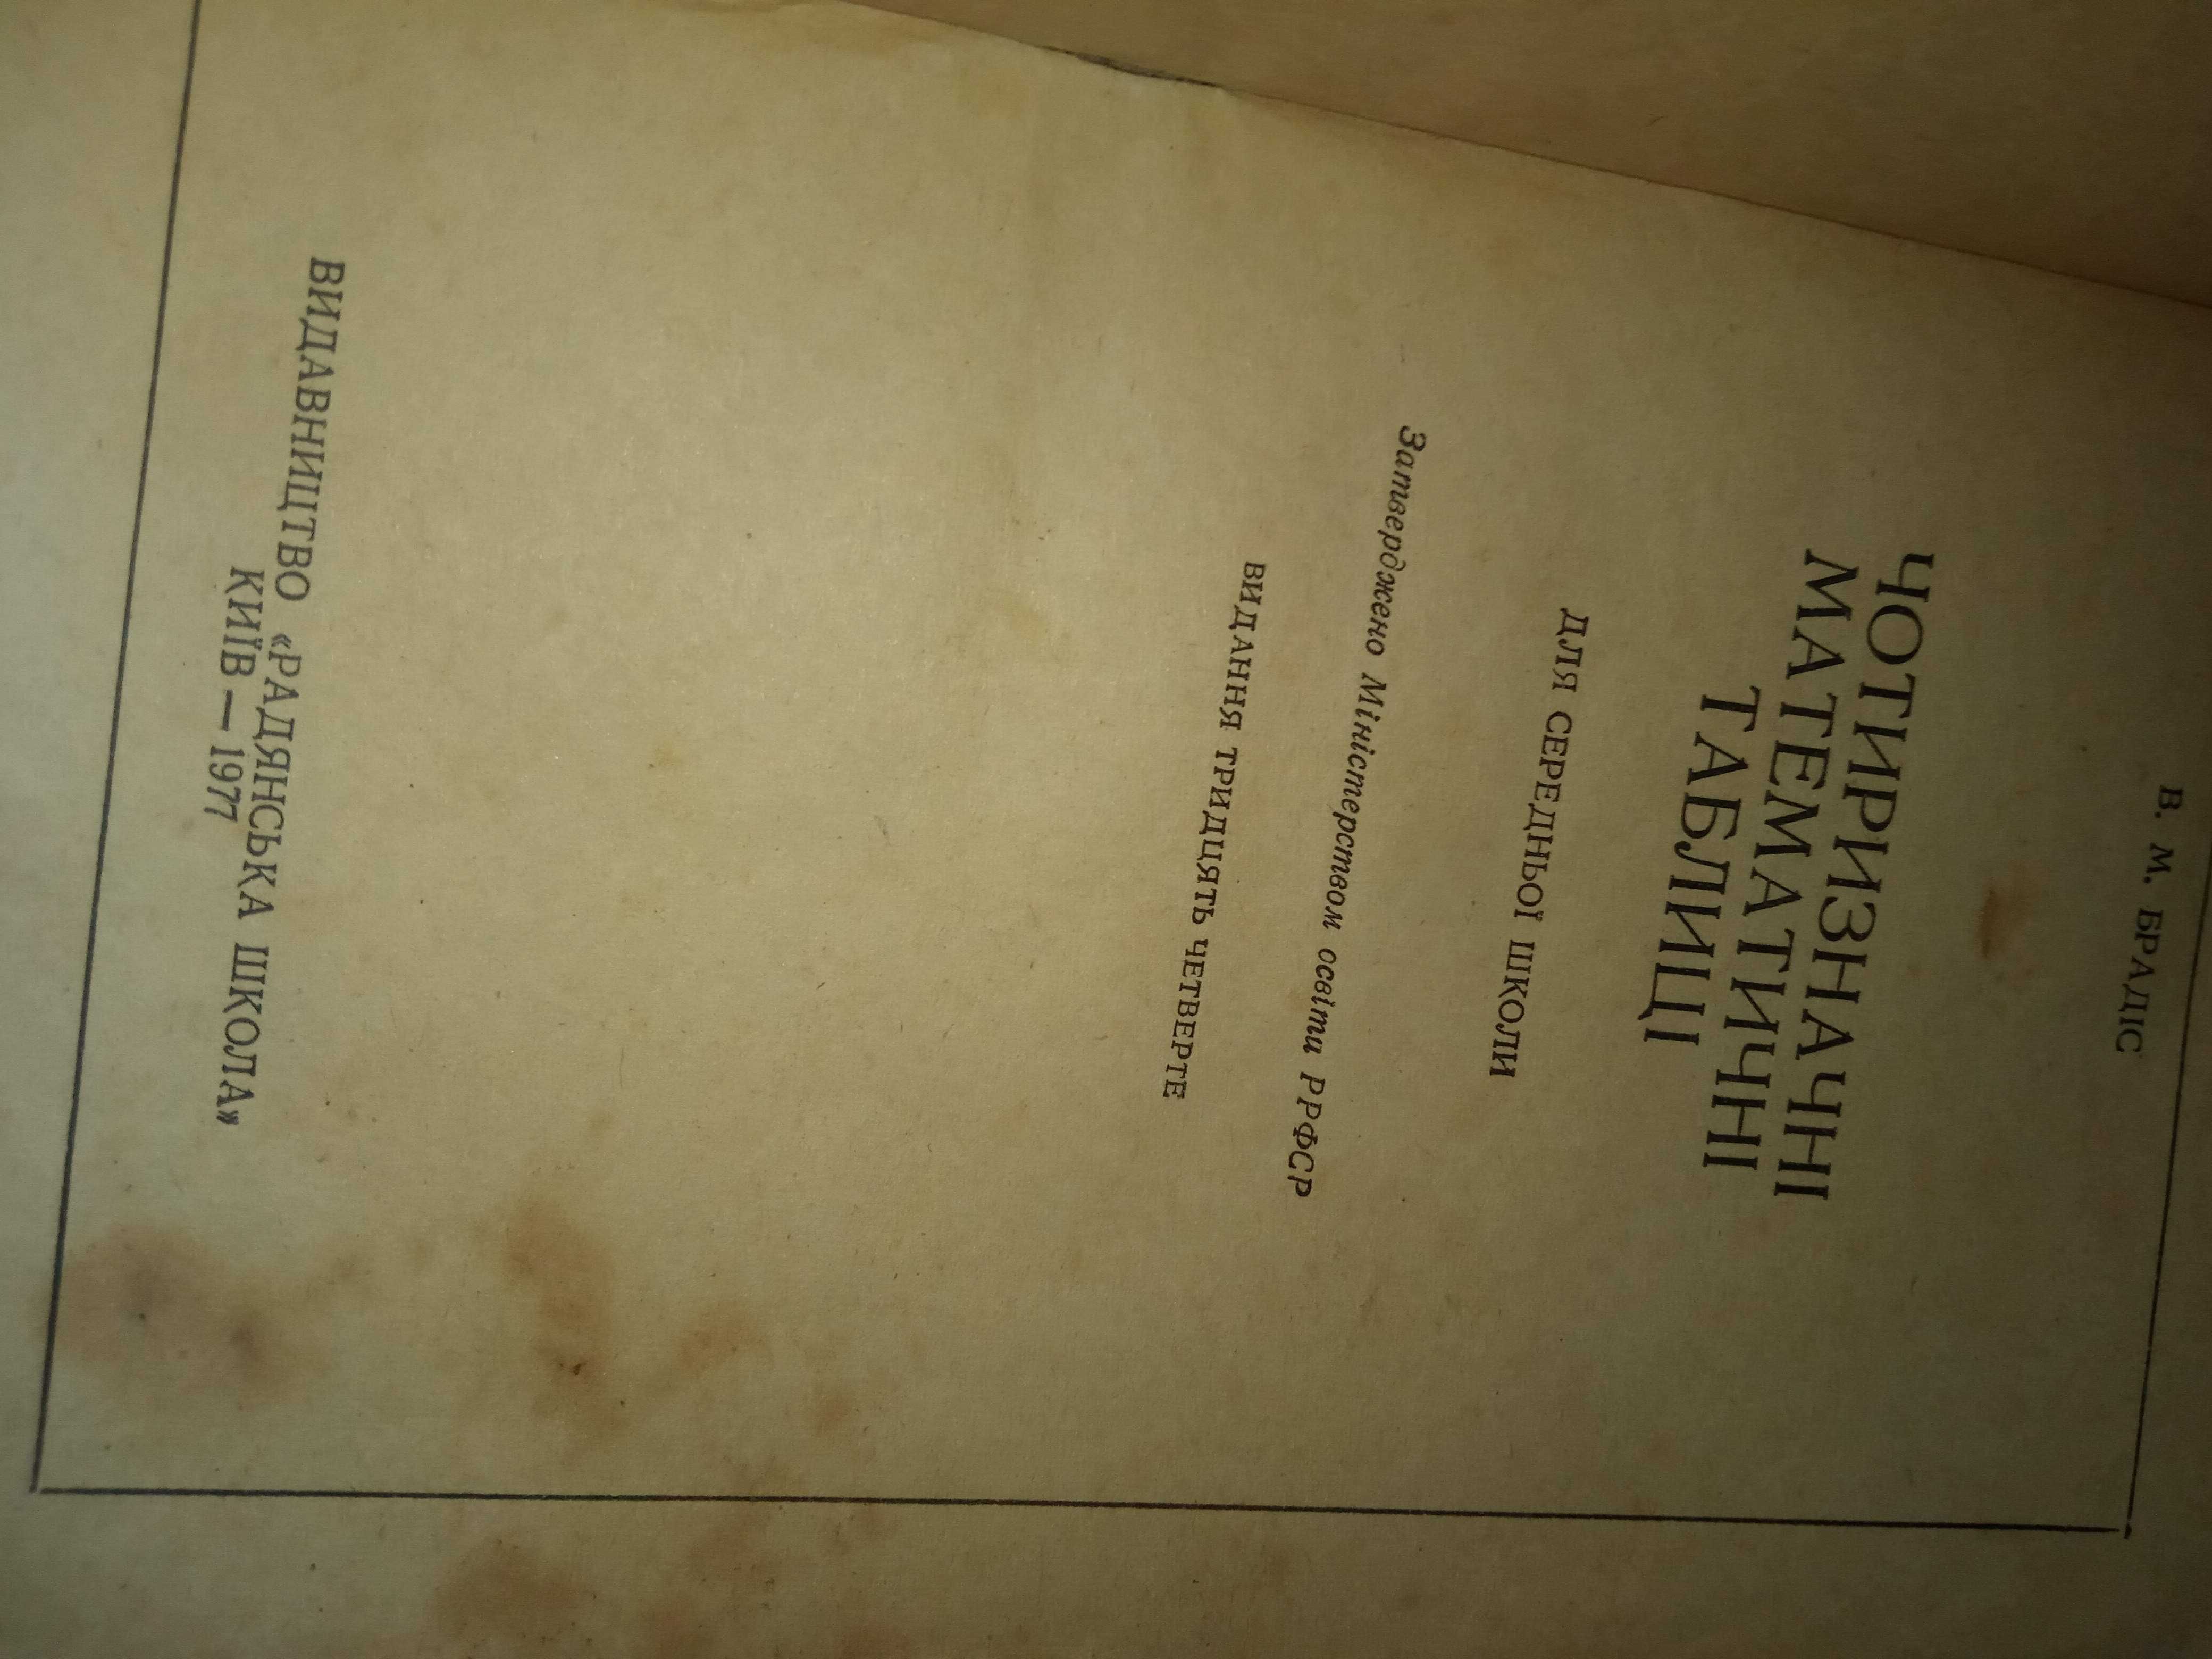 В. М. БРАДІС
ЧОТИРИЗНАЧНІ
МАТЕМАТИЧНІ
ТАБЛИЦІ
ДЛЯ СЕРЕДНЬОЇ ШКОЛИ
Затверджено Міністерством освіти РРФСР
ВИДАННЯ ТРИДЦЯТЬ ЧЕТВЕРТЕ
ВИДАВНИЦТВО «РАДЯНСЬКА ШКОЛА»
КИЇВ — 1977